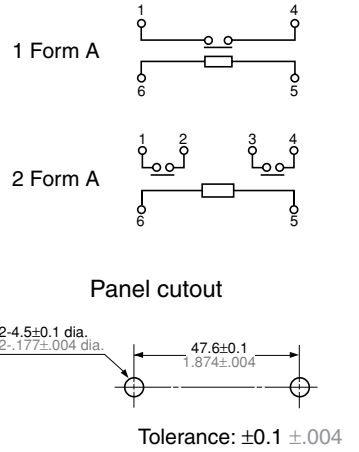 1 4
1 Form A
6 5
1 2 3 4
2 Form A
6 5
Panel cutout
2-4.5±0.1 dia.
2-.177±.004 dia.
47.6±0.1
1.874±.004
Tolerance: ±0.1 ±.004